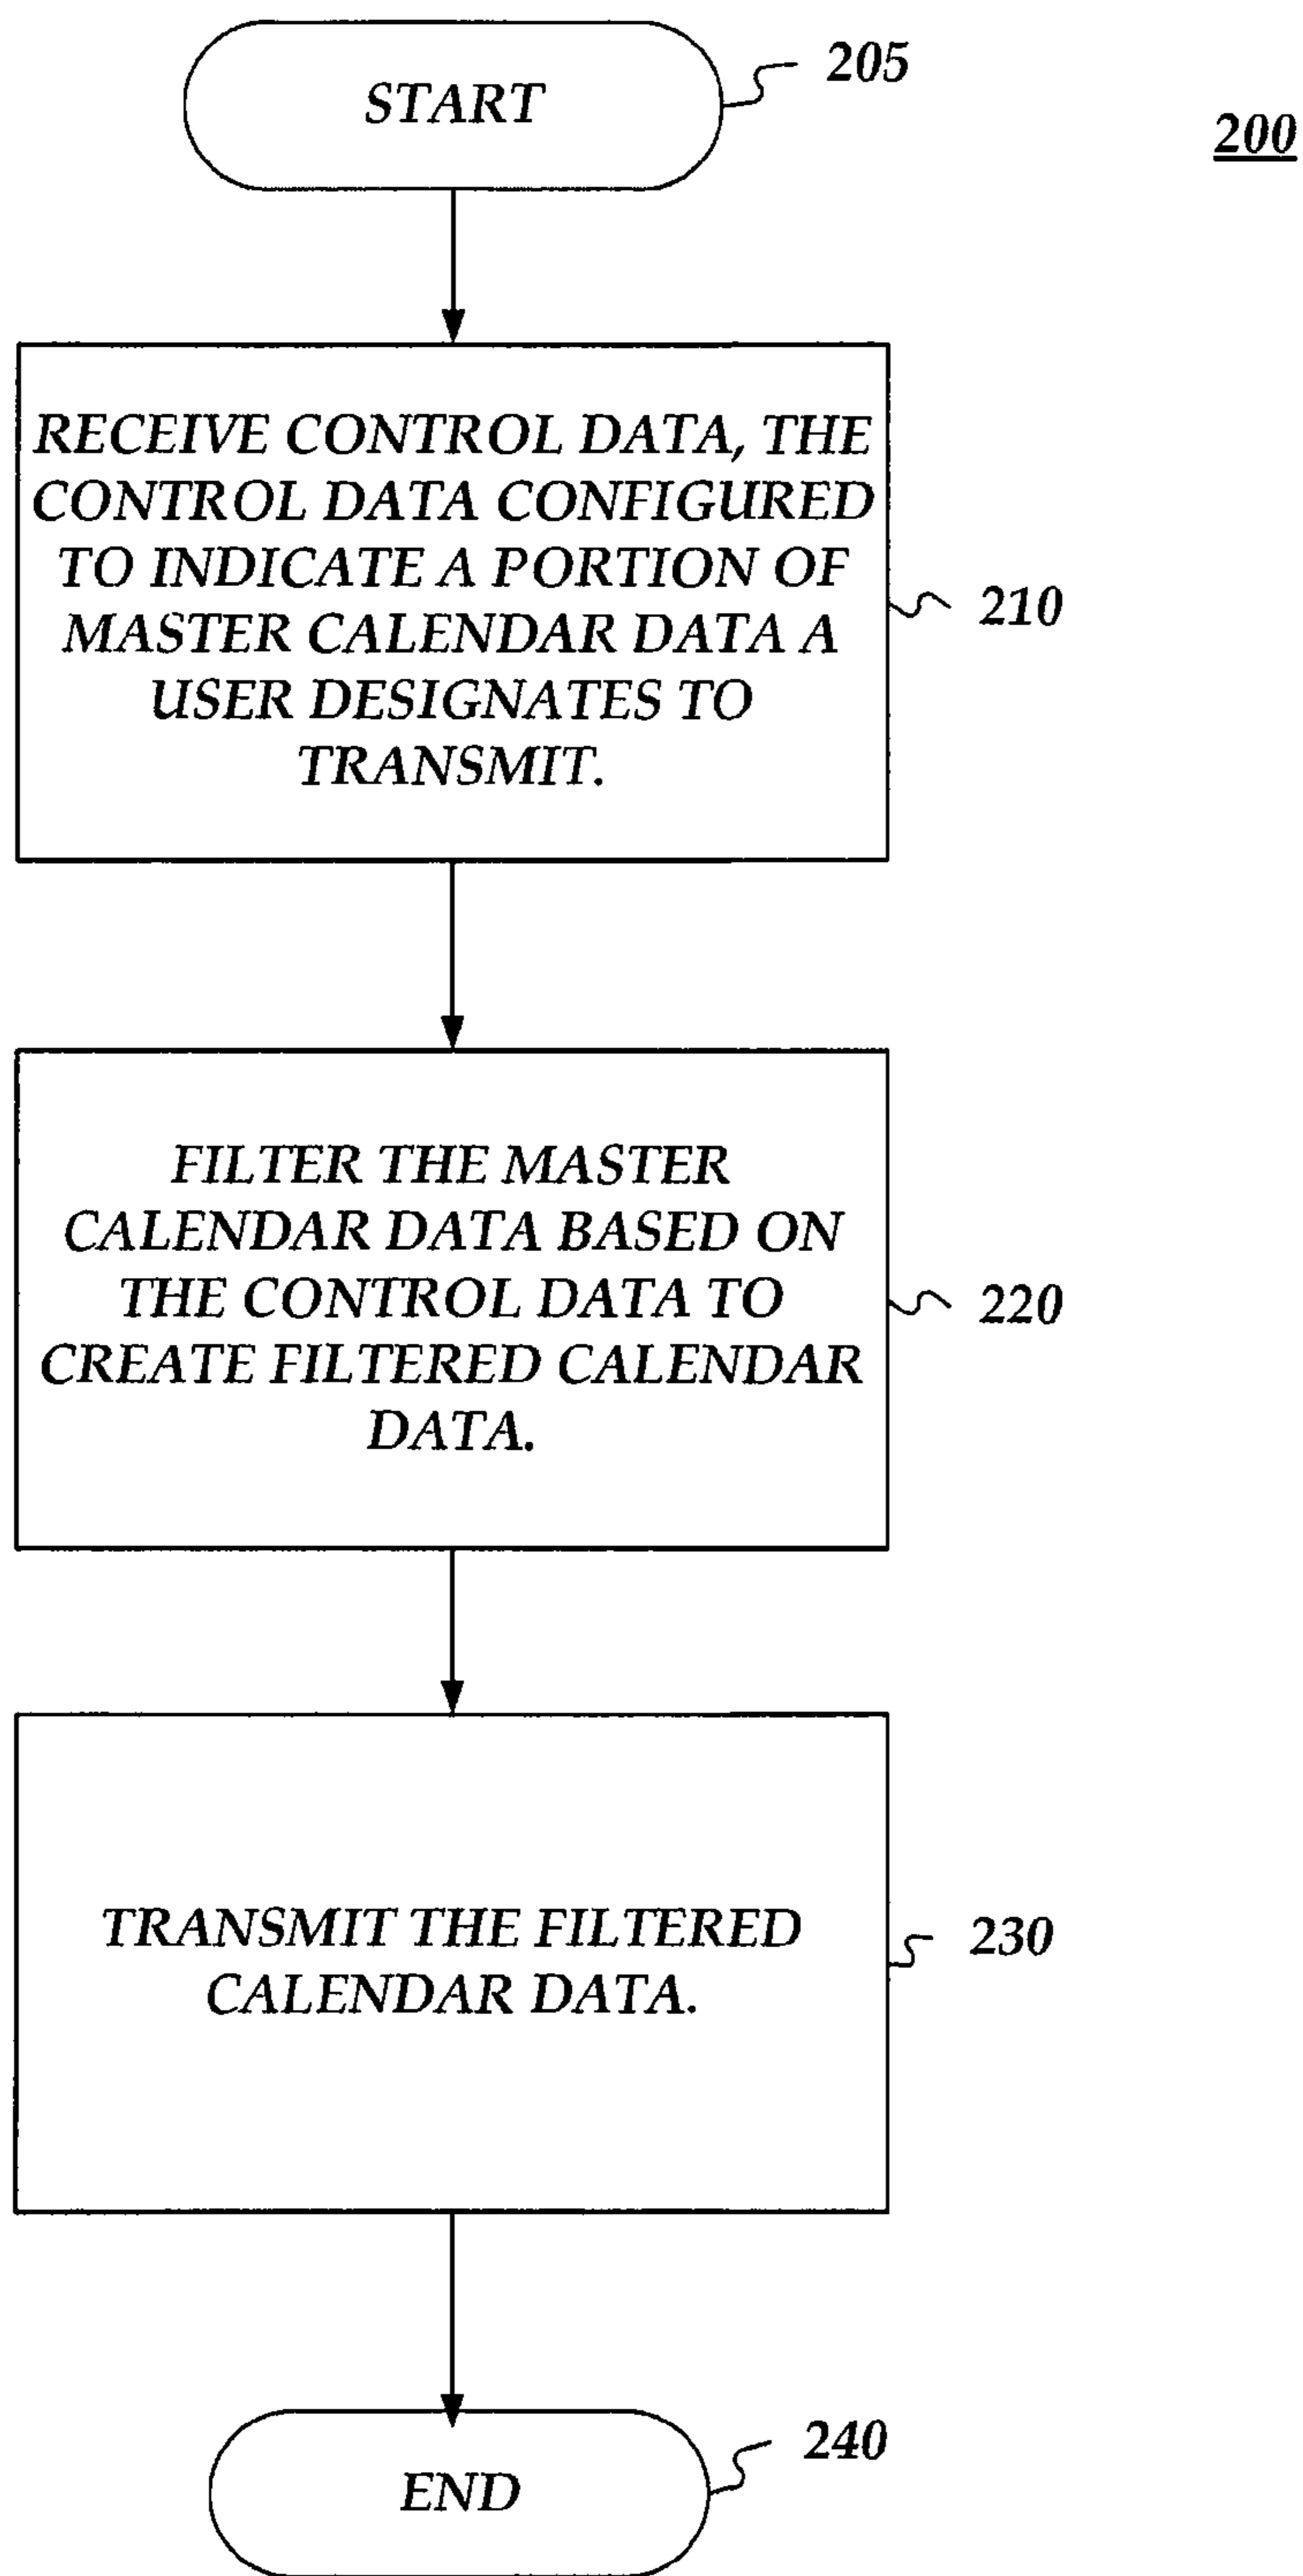 START
205
200
RECEIVE CONTROL DATA, THE
CONTROL DATA CONFIGURED
TO INDICATE A PORTION OF
MASTER CALENDAR DATA A
USER DESIGNATES TO
TRANSMIT.
210
FILTER THE MASTER
CALENDAR DATA BASED ON
THE CONTROL DATA TO
CREATE FILTERED CALENDAR
DATA.
220
TRANSMIT THE FILTERED
CALENDAR DATA.
230
END
240